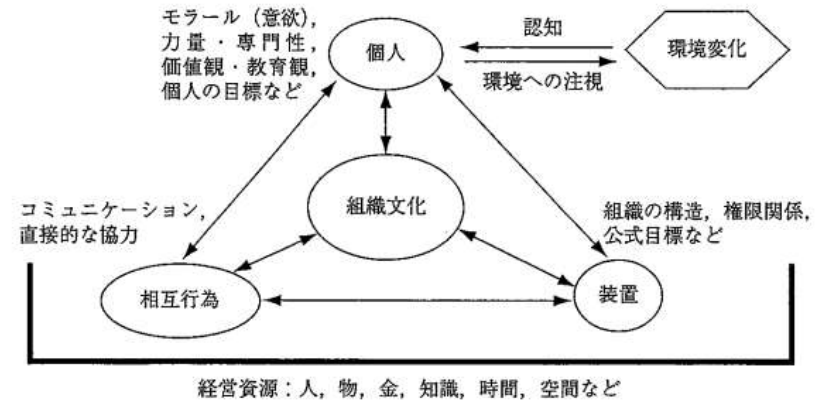 モラール（意欲），
力量・専門性，
価値観・教育観，
個人の目標など
個人
認知
環境への注視
環境変化
コミュニケーション，
直接的な協力
組織文化
組織の構造，権限関係，
公式目標など
相互行為
装置
経営資源：人，物，金，知識，時間，空間など